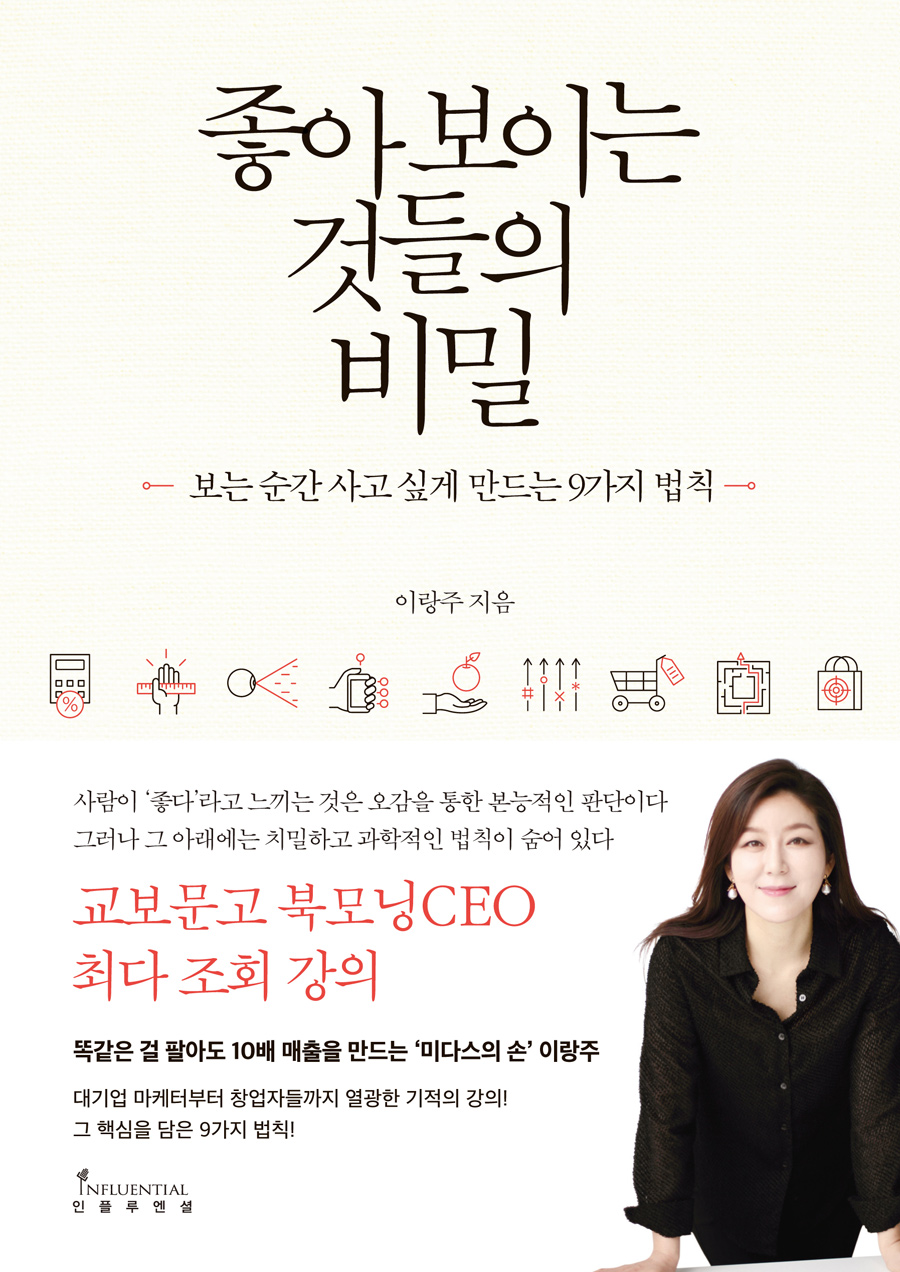 좋아 보이는
것들의
비밀
보는 순간 사고 싶게 만드는 9가지 법칙
이랑주 지음
%
# × *
사람이 ‘좋다’라고 느끼는 것은 오감을 통한 본능적인 판단이다
그러나 그 아래에는 치밀하고 과학적인 법칙이 숨어 있다
교보문고 북모닝CEO
최다 조회 강의
똑같은 걸 팔아도 10배 매출을 만드는 ‘미다스의 손’ 이랑주
대기업 마케터부터 창업자들까지 열광한 기적의 강의!
그 핵심을 담은 9가지 법칙!
INFLUENTIAL
인플루엔셜